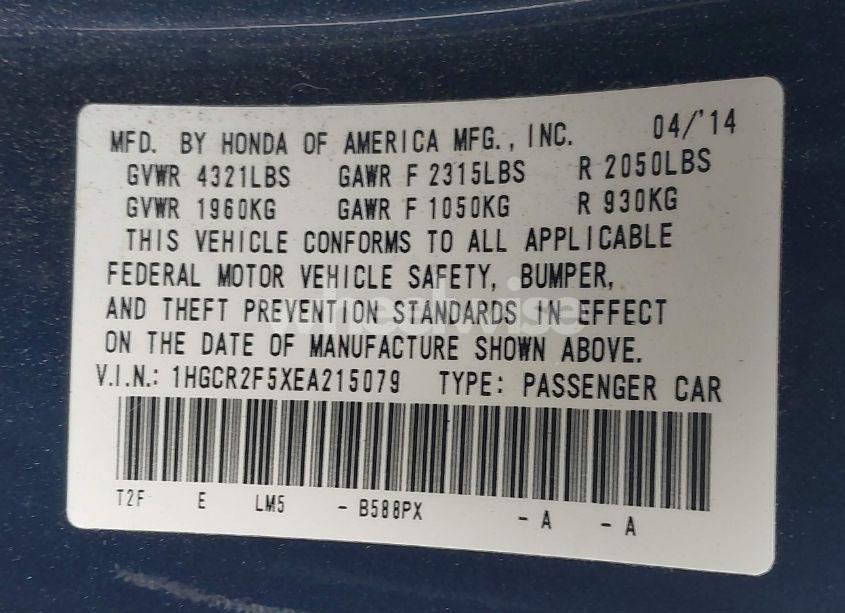 MFD. BY HONDA OF AMERICA MFG., INC. 04/'14
GVWR 4321LBS GAWR F 2315LBS R 2050LBS
GVWR 1960KG GAWR F 1050KG R 930KG
THIS VEHICLE CONFORMS TO ALL APPLICABLE
FEDERAL MOTOR VEHICLE SAFETY, BUMPER,
AND THEFT PREVENTION STANDARDS IN EFFECT
wheelwise
ON THE DATE OF MANUFACTURE SHOWN ABOVE.
V.I.N.: 1HGCR2F5XEA215079 TYPE: PASSENGER CAR
T2F E LM5 - B588PX - A - A